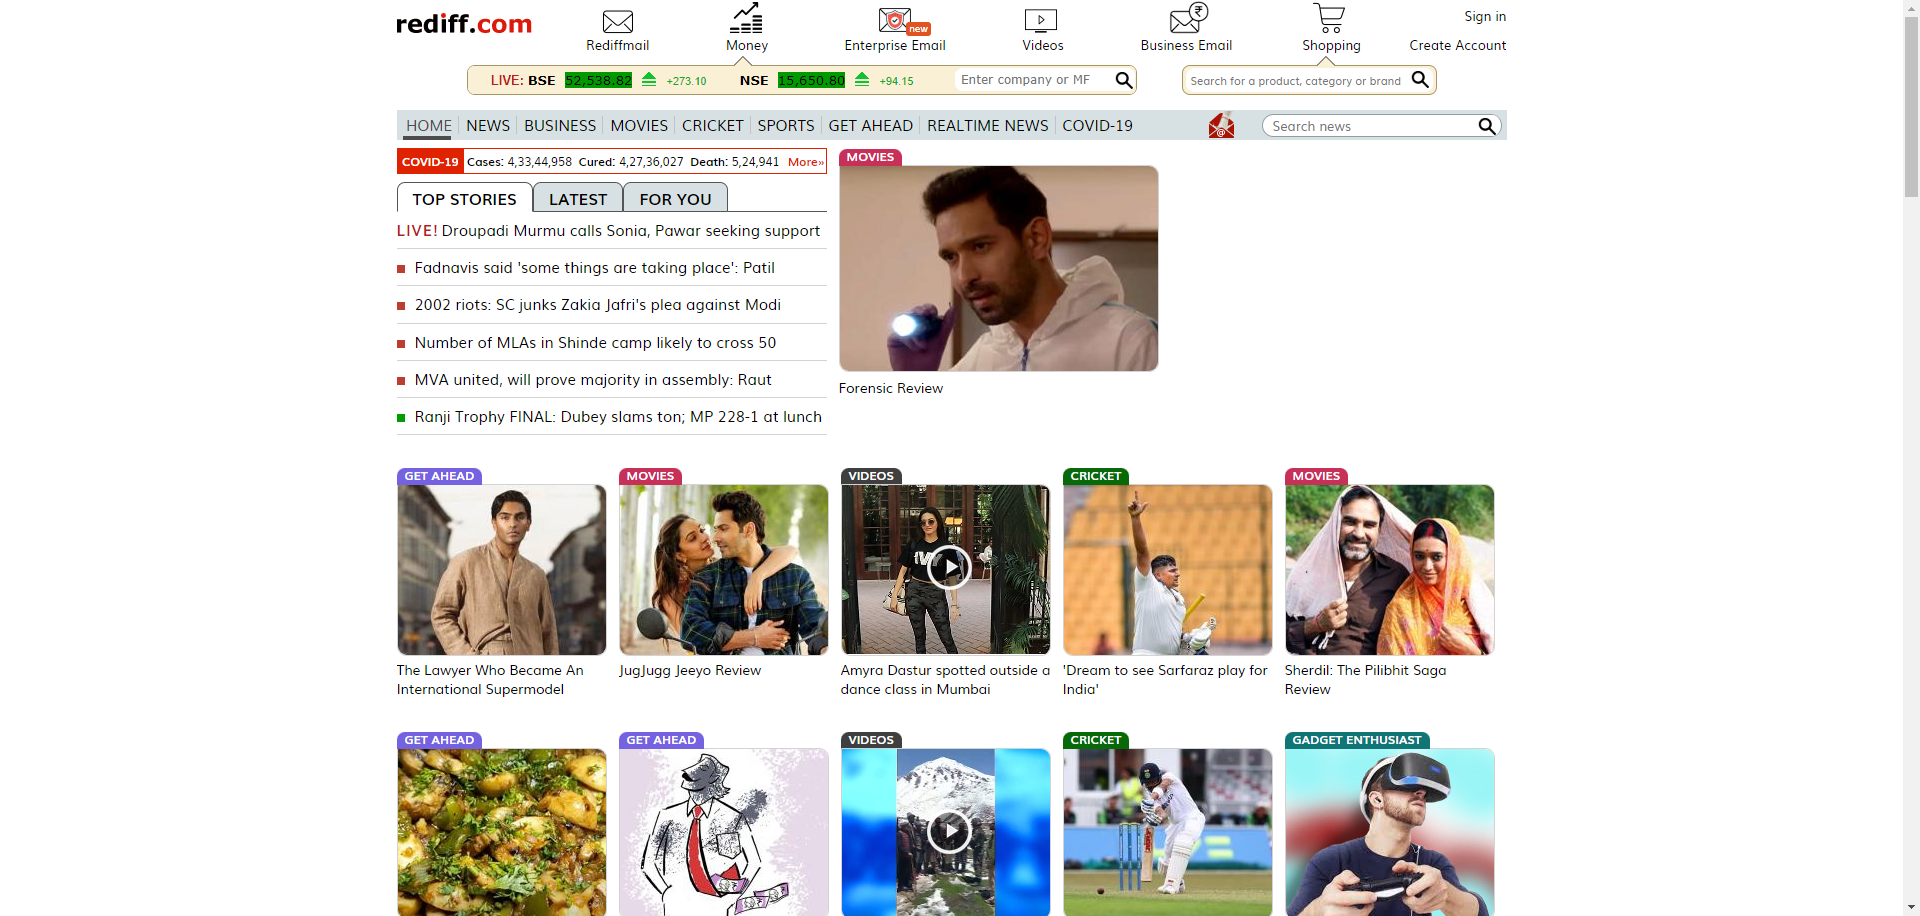 rediff.com
Rediffmail
Money
new
Enterprise Email
Videos
₹
Business Email
Shopping
Sign in
Create Account
LIVE: BSE 52,538.82 +273.10 NSE 15,650.80 +94.15
Enter company or MF
Search for a product, category or brand
HOME NEWS BUSINESS MOVIES CRICKET SPORTS GET AHEAD REALTIME NEWS COVID-19
@
Search news
COVID-19 Cases: 4,33,44,958 Cured: 4,27,36,027 Death: 5,24,941 More»
TOP STORIES LATEST FOR YOU
LIVE! Droupadi Murmu calls Sonia, Pawar seeking support
Fadnavis said 'some things are taking place': Patil
2002 riots: SC junks Zakia Jafri's plea against Modi
Number of MLAs in Shinde camp likely to cross 50
MVA united, will prove majority in assembly: Raut
Ranji Trophy FINAL: Dubey slams ton; MP 228-1 at lunch
MOVIES
Forensic Review
GET AHEAD
The Lawyer Who Became An
International Supermodel
MOVIES
JugJugg Jeeyo Review
VIDEOS
Amyra Dastur spotted outside a
dance class in Mumbai
CRICKET
'Dream to see Sarfaraz play for
India'
MOVIES
Sherdil: The Pilibhit Saga
Review
GET AHEAD
GET AHEAD
VIDEOS
CRICKET
GADGET ENTHUSIAST